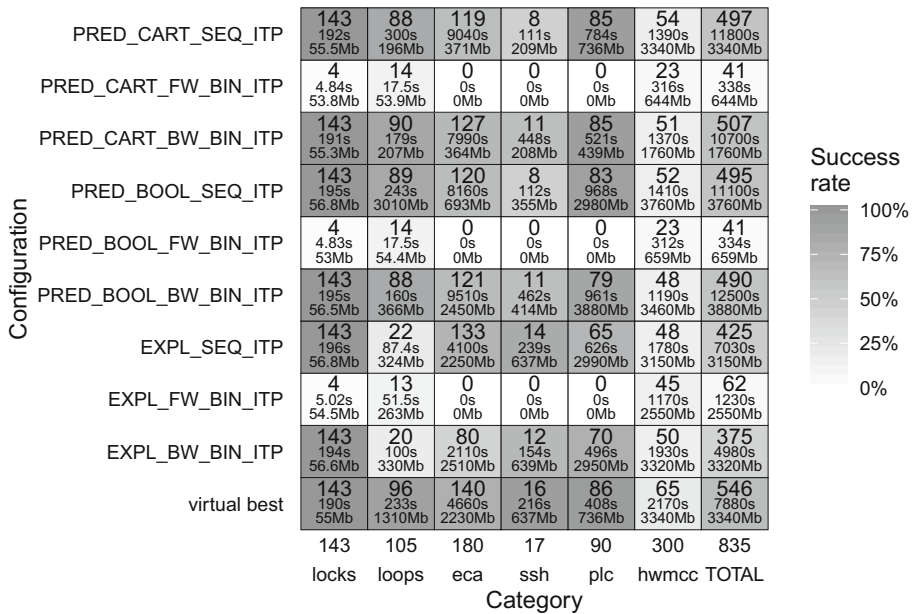 PRED_CART_SEQ_ITP
143 88 119 8 85 54 497
192s 300s 9040s 111s 784s 1390s 11800s
55.5Mb 196Mb 371Mb 209Mb 736Mb 3340Mb 3340Mb
PRED_CART_FW_BIN_ITP
4 14 0 0 0 23 41
4.84s 17.5s 0s 0s 0s 316s 338s
53.8Mb 53.9Mb 0Mb 0Mb 0Mb 644Mb 644Mb
PRED_CART_BW_BIN_ITP
143 90 127 11 85 51 507
191s 179s 7990s 448s 521s 1370s 10700s
55.3Mb 207Mb 364Mb 208Mb 439Mb 1760Mb 1760Mb
PRED_BOOL_SEQ_ITP
143 89 120 8 83 52 495
195s 243s 8160s 112s 968s 1410s 11100s
56.8Mb 3010Mb 693Mb 355Mb 2980Mb 3760Mb 3760Mb
PRED_BOOL_FW_BIN_ITP
4 14 0 0 0 23 41
4.83s 17.5s 0s 0s 0s 312s 334s
53Mb 54.4Mb 0Mb 0Mb 0Mb 659Mb 659Mb
PRED_BOOL_BW_BIN_ITP
143 88 121 11 79 48 490
195s 160s 9510s 462s 961s 1190s 12500s
56.5Mb 366Mb 2450Mb 414Mb 3880Mb 3460Mb 3880Mb
EXPL_SEQ_ITP
143 22 133 14 65 48 425
196s 87.4s 4100s 239s 626s 1780s 7030s
56.8Mb 324Mb 2250Mb 637Mb 2990Mb 3150Mb 3150Mb
EXPL_FW_BIN_ITP
4 13 0 0 0 45 62
5.02s 51.5s 0s 0s 0s 1170s 1230s
54.5Mb 263Mb 0Mb 0Mb 0Mb 2550Mb 2550Mb
EXPL_BW_BIN_ITP
143 20 80 12 70 50 375
194s 100s 2110s 154s 496s 1930s 4980s
56.6Mb 330Mb 2510Mb 639Mb 2950Mb 3320Mb 3320Mb
virtual best
143 96 140 16 86 65 546
190s 233s 4660s 216s 408s 2170s 7880s
55Mb 1310Mb 2230Mb 637Mb 736Mb 3340Mb 3340Mb
143 105 180 17 90 300 835
locks loops eca ssh plc hwmcc TOTAL
Category
Configuration
Success
rate
100%
75%
50%
25%
0%